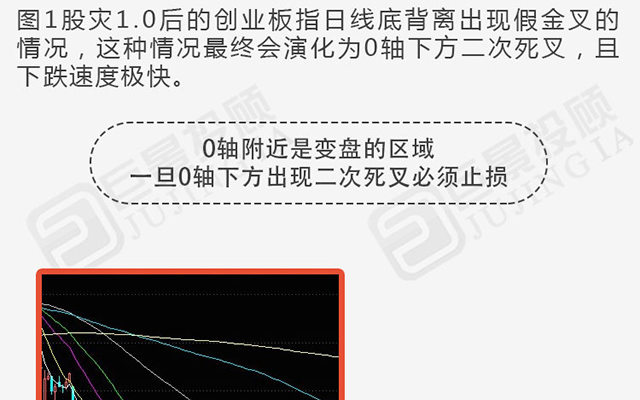 图1股灾1.0后的创业板指日线底背离出现假金叉的
情况，这种情况最终会演化为0轴下方二次死叉，且
下跌速度极快。
0轴附近是变盘的区域
一旦0轴下方出现二次死叉必须止损
巨景投顾
JUJING IA
巨景投顾
JUJING IA